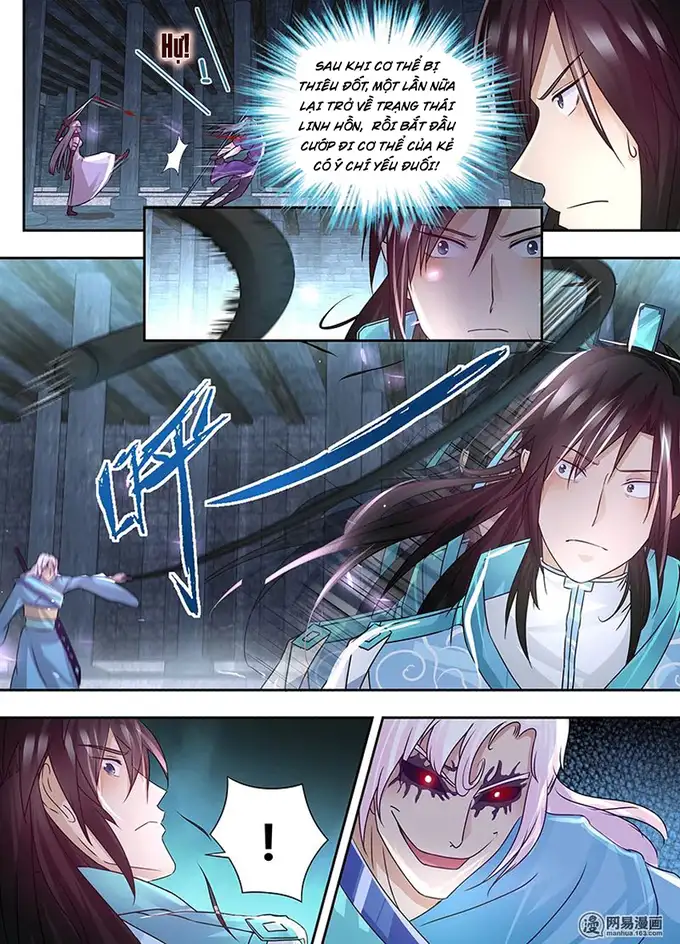 Hự!
SAU KHI CƠ THỂ BỊ
THIÊU ĐỐT, MỘT LẦN NỮA
LẠI TRỞ VỀ TRẠNG THÁI
LINH HỒN, RỒI BẮT ĐẦU
CƯỚP ĐI CƠ THỂ CỦA KẺ
CÓ Ý CHÍ YẾU ĐUỐI!
呼
!
网易漫画
manhua.163.com